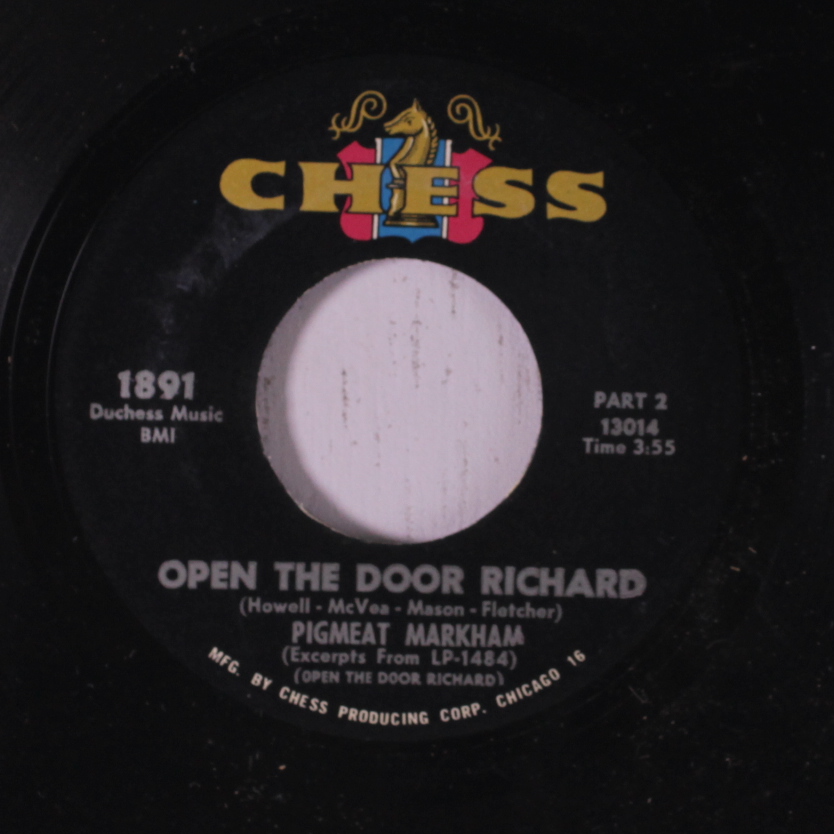 CHESS
1891
Duchess Music
BMI
PART 2
13014
Time 3:55
OPEN THE DOOR RICHARD
(Howell - McVea - Mason - Fletcher)
PIGMEAT MARKHAM
(Excerpts From LP-1484)
(OPEN THE DOOR RICHARD)
MFG. BY CHESS PRODUCING CORP. CHICAGO 16